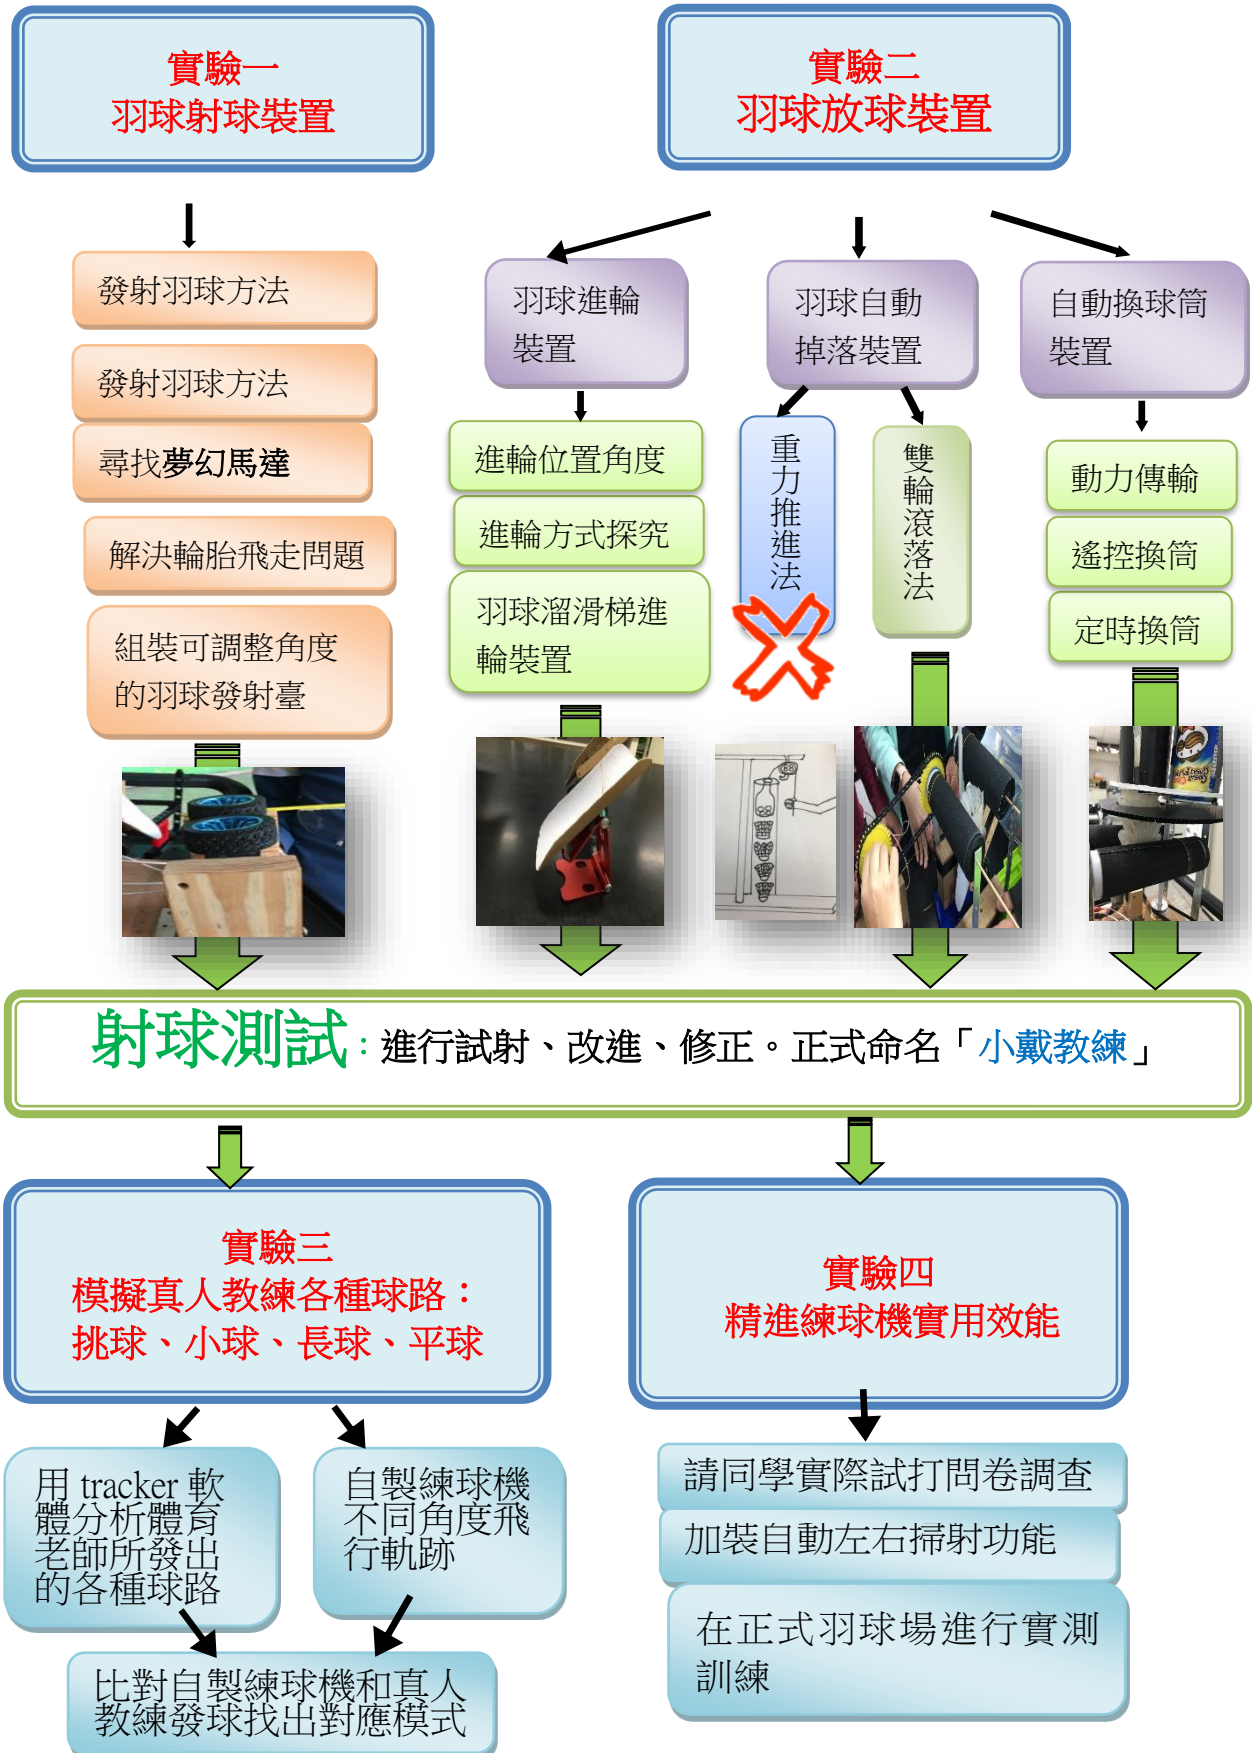 實驗一
羽球射球裝置
實驗二
羽球放球裝置
發射羽球方法
發射羽球方法
尋找夢幻馬達
解決輪胎飛走問題
組裝可調整角度
的羽球發射臺
羽球進輪
裝置
進輪位置角度
進輪方式探究
羽球溜滑梯進
輪裝置
羽球自動
掉落裝置
重力推進法
雙輪滾落法
自動換球筒
裝置
動力傳輸
遙控換筒
定時換筒
射球測試：進行試射、改進、修正。正式命名「小戴教練」
實驗三
模擬真人教練各種球路：
挑球、小球、長球、平球
用 tracker 軟
體分析體育
老師所發出
的各種球路
自製練球機
不同角度飛
行軌跡
比對自製練球機和真人
教練發球找出對應模式
實驗四
精進練球機實用效能
請同學實際試打問卷調查
加裝自動左右掃射功能
在正式羽球場進行實測
訓練